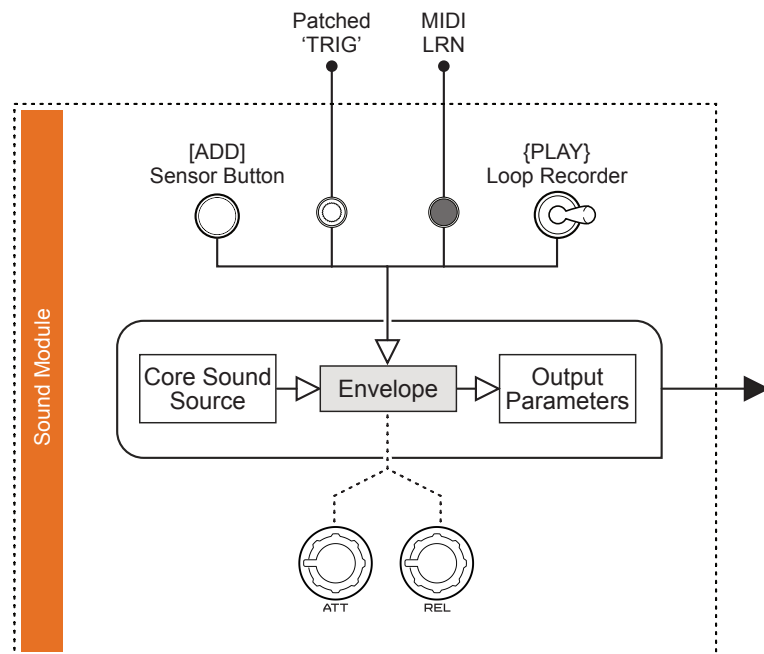 Patched
‘TRIG’
MIDI
LRN
[ADD]
Sensor Button
{PLAY}
Loop Recorder
Sound Module
Core Sound
Source
Envelope
Output
Parameters
ATT
REL